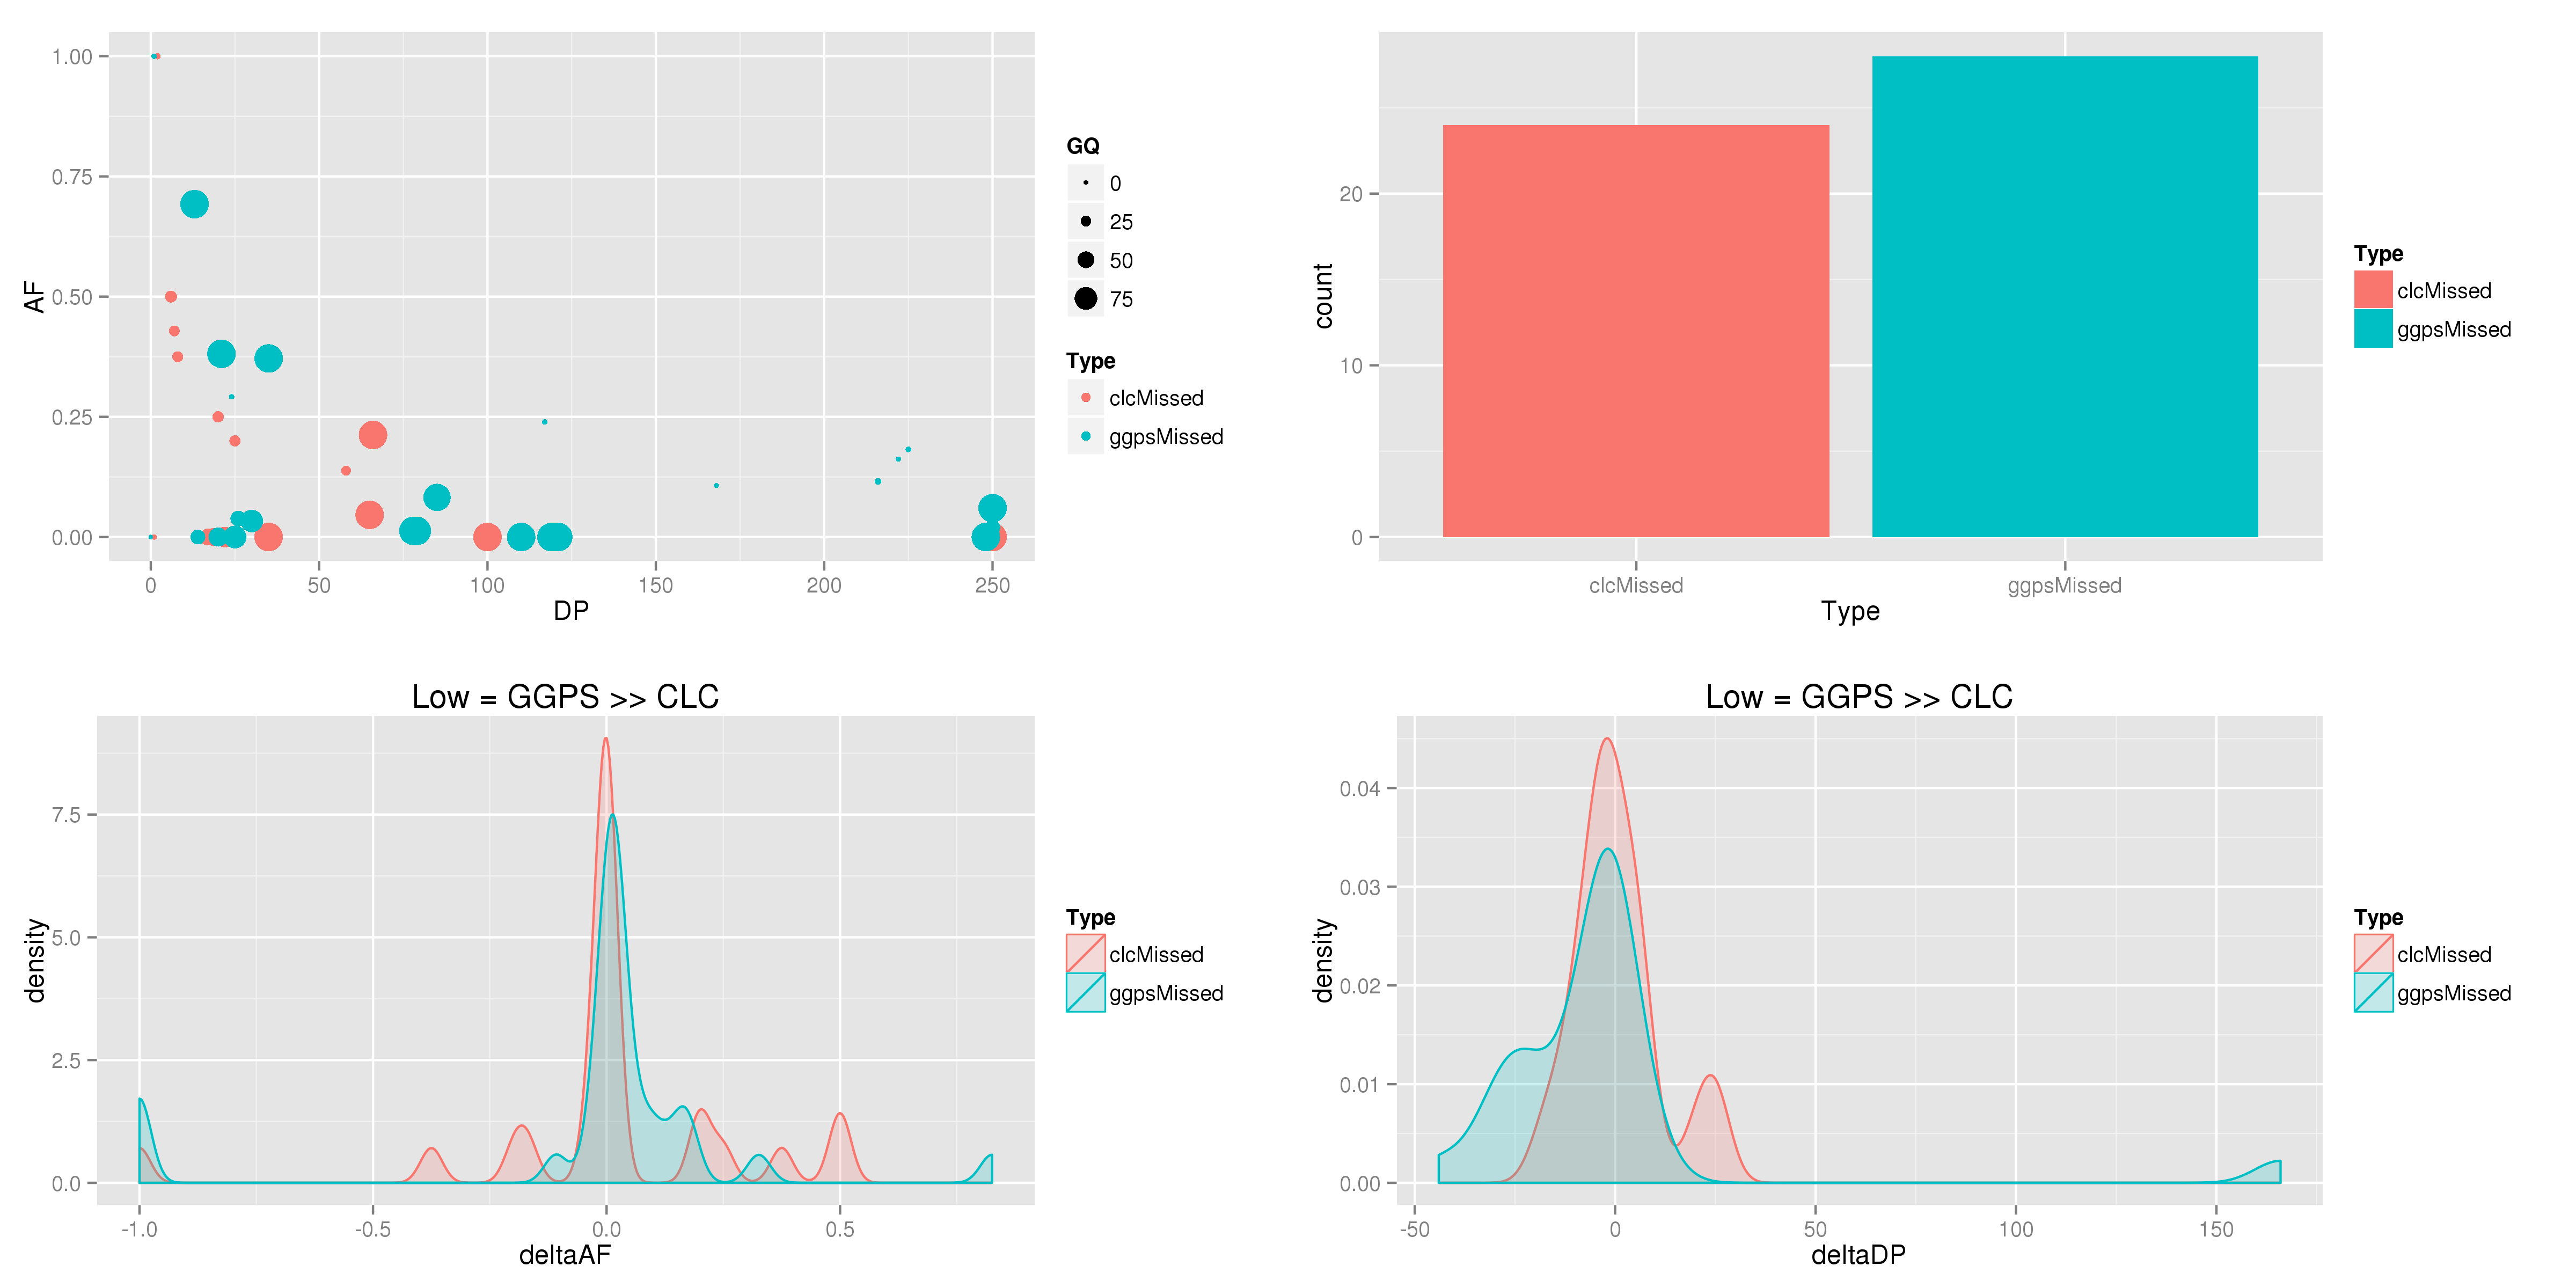 1.00
0.75
0.50
0.25
0.00
AF
0 50 100 150 200 250
DP
GQ
0
25
50
75
Type
clcMissed
ggpsMissed
20
10
0
count
clcMissed ggpsMissed
Type
Type
clcMissed
ggpsMissed
Low = GGPS >> CLC
7.5
5.0
2.5
0.0
density
-1.0 -0.5 0.0 0.5
deltaAF
Type
clcMissed
ggpsMissed
Low = GGPS >> CLC
0.04
0.03
0.02
0.01
0.00
density
-50 0 50 100 150
deltaDP
Type
clcMissed
ggpsMissed